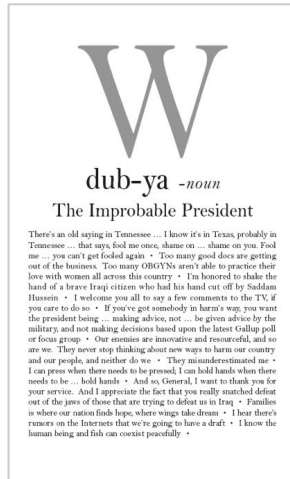 W
dub-ya -noun
The Improbable President
There's an old saying in Tennessee ... I know it's in Texas, probably in
Tennessee ... that says, fool me once, shame on ... shame on you. Fool
me ... you can't get fooled again • Too many good docs are getting
out of the business. Too many OBGYNs aren't able to practice their
love with women all across this country • I'm honored to shake the
hand of a brave Iraqi citizen who had his hand cut off by Saddam
Hussein • I welcome you all to say a few comments to the TV, if
you care to do so • If you've got somebody in harm's way, you want
the president being ... making advice, not ... be given advice by the
military, and not making decisions based upon the latest Gallup poll
or focus group • Our enemies are innovative and resourceful, and so
are we. They never stop thinking about new ways to harm our country
and our people, and neither do we • They misunderestimated me •
I can press when there needs to be pressed; I can hold hands when there
needs to be ... hold hands • And so, General, I want to thank you for
your service. And I appreciate the fact that you really snatched defeat
out of the jaws of those that are trying to defeat us in Iraq • Families
is where our nation finds hope, where wings take dream • I hear there's
rumors on the Internets that we're going to have a draft • I know the
human being and fish can coexist peacefully •